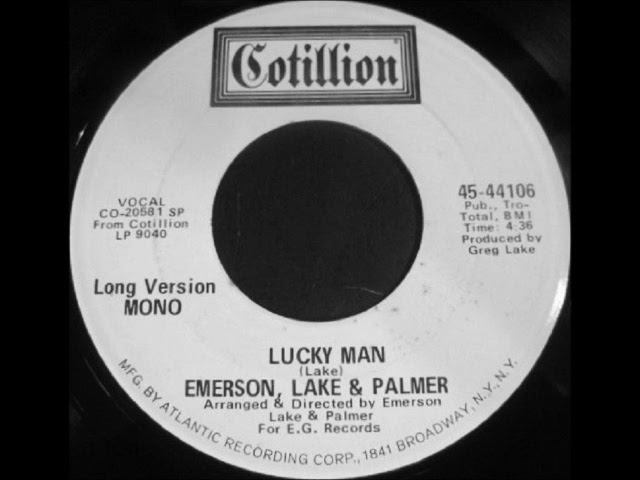 Cotillion
VOCAL
CO-20581 SP
From Cotillion
LP 9040
Long Version
MONO
45-44106
Pub., Tro-
Total, BMI
Time: 4:36
Produced by
Greg Lake
LUCKY MAN
(Lake)
EMERSON, LAKE & PALMER
Arranged & Directed by Emerson
Lake & Palmer
For E.G. Records
MFG. BY ATLANTIC RECORDING CORP., 1841 BROADWAY, N.Y., N.Y.